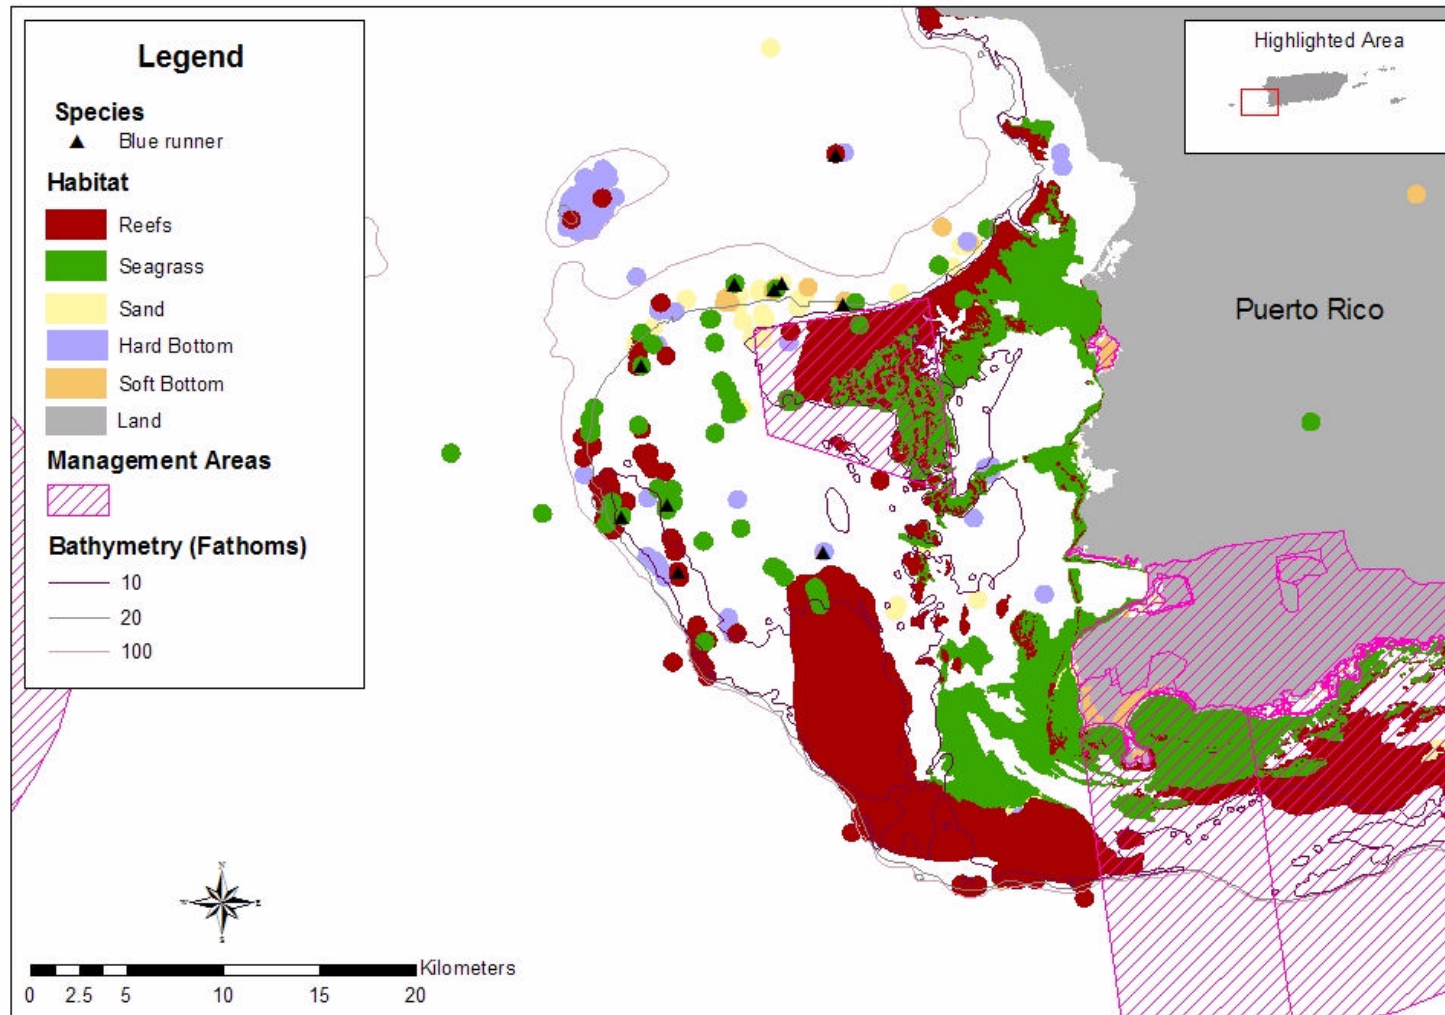 Legend
Species
Blue runner
Habitat
Reefs
Seagrass
Sand
Hard Bottom
Soft Bottom
Land
Management Areas
Bathymetry (Fathoms)
10
20
100
Highlighted Area
Puerto Rico
N
W
E
S
Kilometers
0 2.5 5 10 15 20